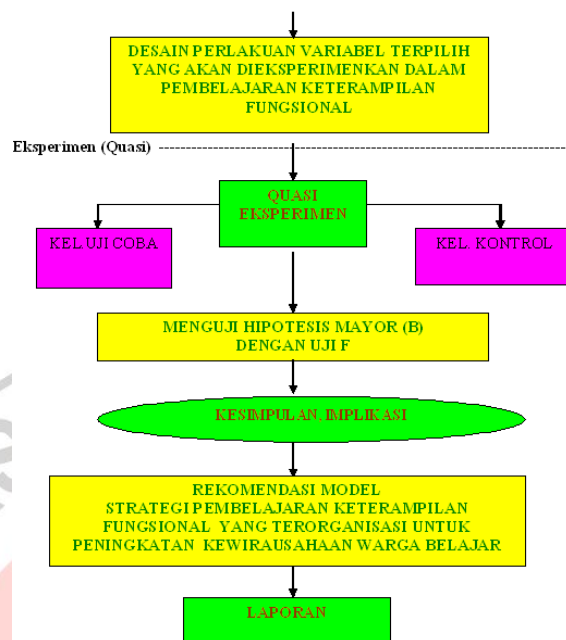 DESAIN PERLAKUAN VARIABEL TERPILIH
YANG AKAN DIEKSPERIMENKAN DALAM
PEMBELAJARAN KETERAMPILAN
FUNGSIONAL
Eksperimen (Quasi)
QUASI
EKSPERIMEN
KEL.UJI COBA
KEL. KONTROL
MENGUJI HIPOTESIS MAYOR (B)
DENGAN UJI F
KESIMPULAN, IMPLIKASI
REKOMENDASI MODEL
STRATEGI PEMBELAJARAN KETERAMPILAN
FUNGSIONAL YANG TERORGANISASI UNTUK
PENINGKATAN KEWIRAUSAHAAN WARGA BELAJAR
LAPORAN